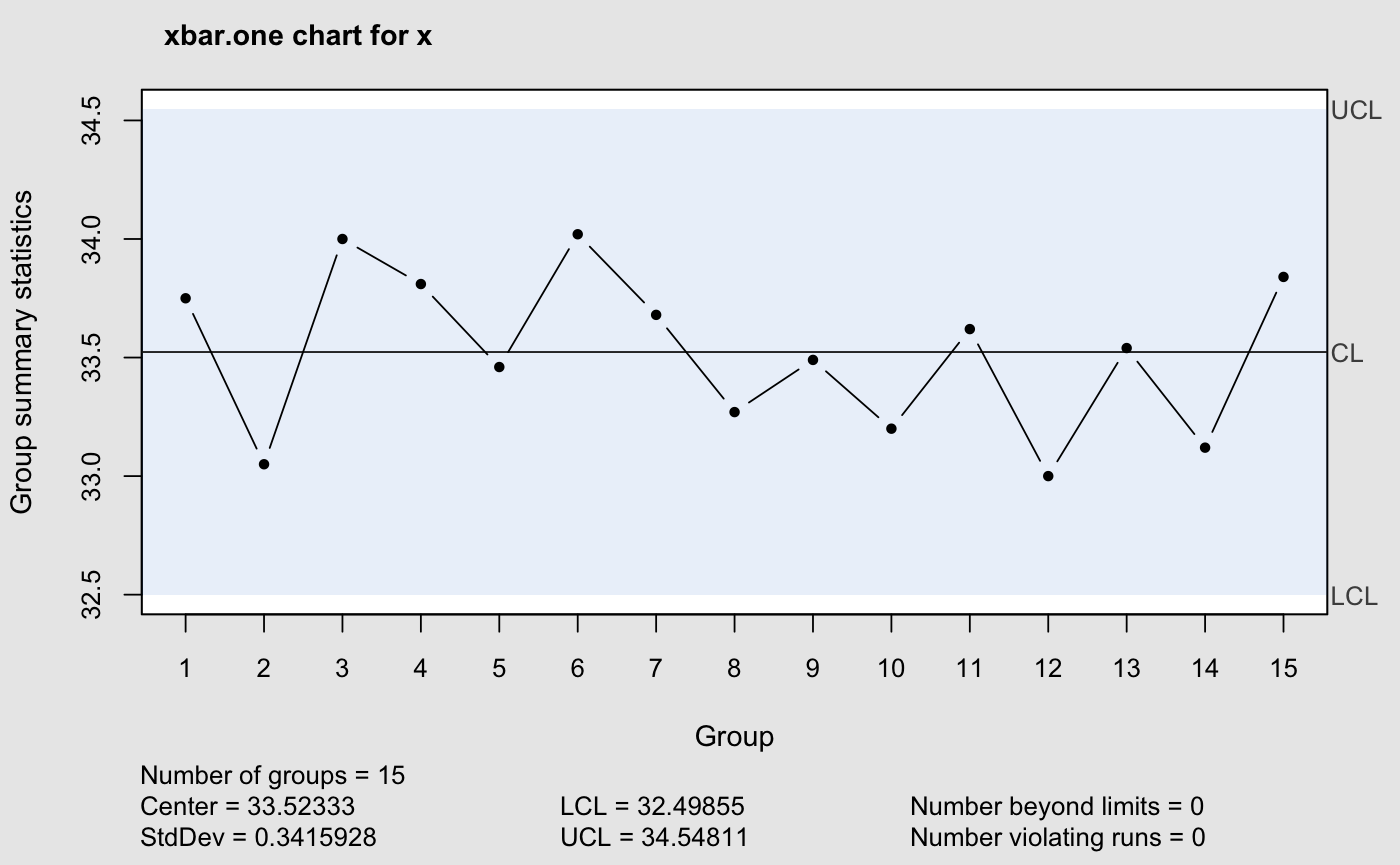 xbar.one chart for x
Group summary statistics
34.5
34.0
33.5
33.0
32.5
UCL
CL
LCL
1 2 3 4 5 6 7 8 9 10 11 12 13 14 15
Group
Number of groups = 15
Center = 33.52333 LCL = 32.49855 Number beyond limits = 0
StdDev = 0.3415928 UCL = 34.54811 Number violating runs = 0